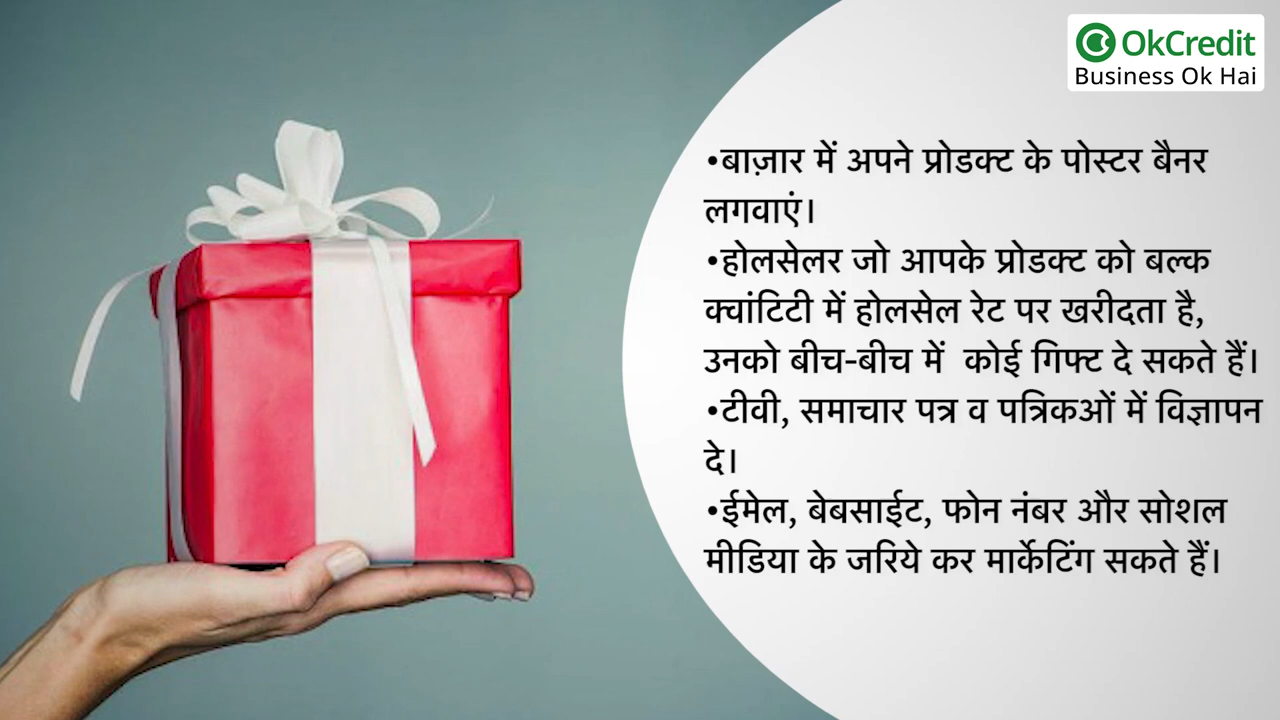 OkCredit
Business Ok Hai
•बाज़ार में अपने प्रोडक्ट के पोस्टर बैनर
लगवाएं।
•होलसेलर जो आपके प्रोडक्ट को बल्क
क्वांटिटी में होलसेल रेट पर खरीदता है,
उनको बीच-बीच में कोई गिफ्ट दे सकते हैं।
•टीवी, समाचार पत्र व पत्रिकओं में विज्ञापन
दे।
•ईमेल, बेबसाईट, फोन नंबर और सोशल
मीडिया के जरिये कर मार्केटिंग सकते हैं।